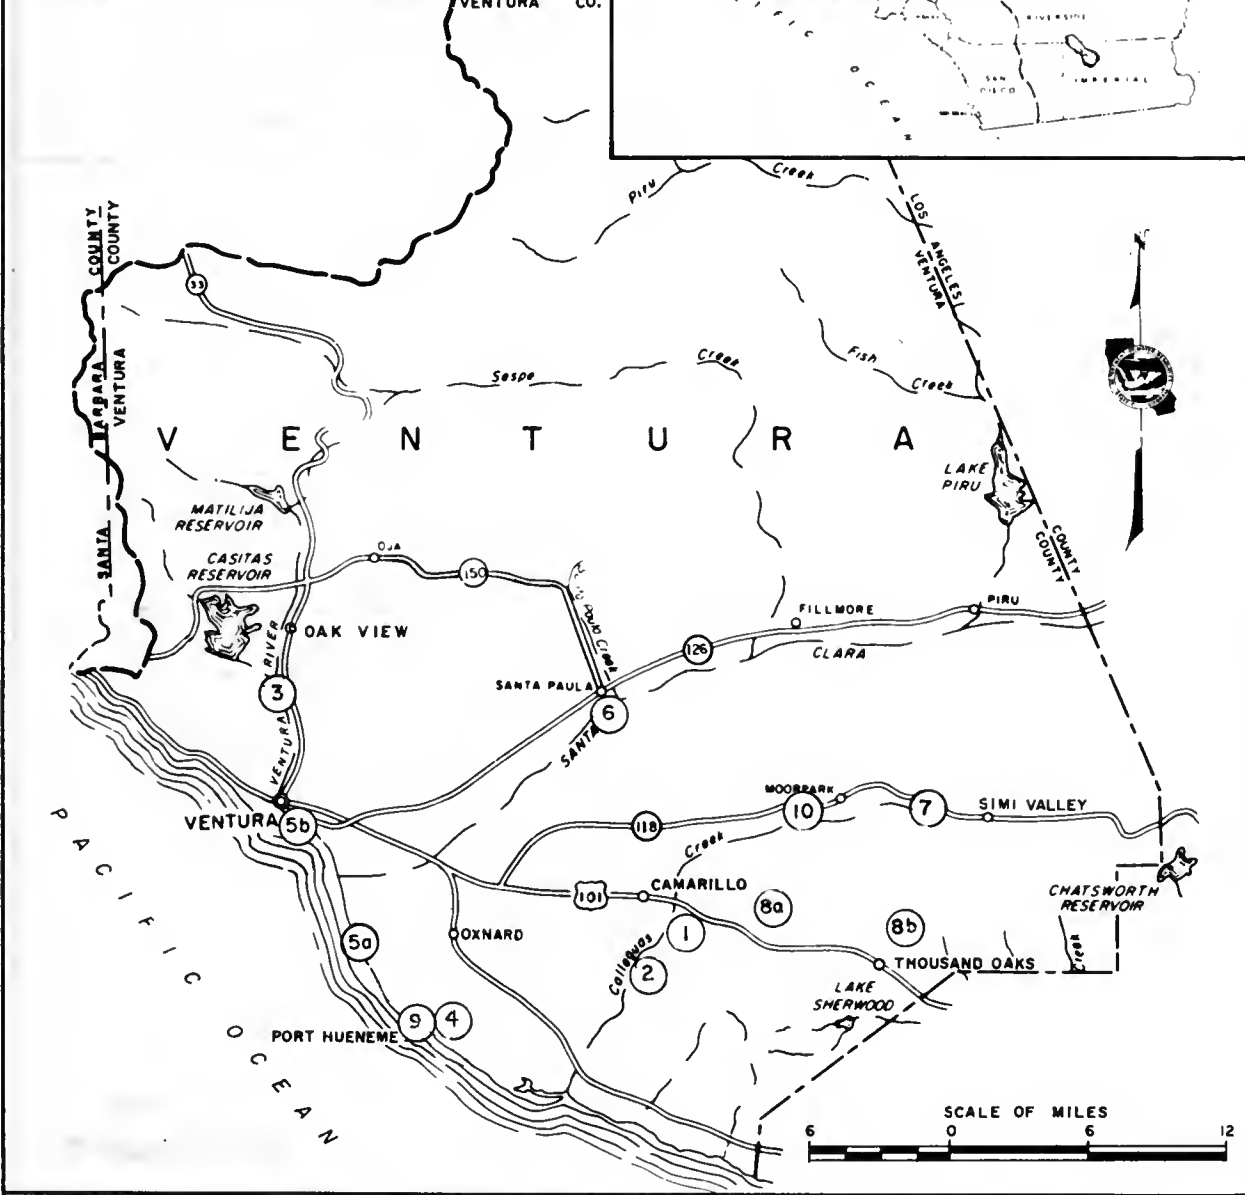 VENTURA CO.
RIVERSIDE
SAN
DIEGO
IMPERIAL
OCEAN
Piru
Creek
LOS ANGELES
VENTURA
COUNTY
COUNTY
33
Sespe
Creek
Fish
Creek
SANTA BARBARA COUNTY
VENTURA COUNTY
VENTURA
LAKE
PIRU
MATILIJA
RESERVOIR
CASITAS
RESERVOIR
150
OAK VIEW
VENTURA RIVER
3
Creek
FILLMORE
PIRU
126
SANTA CLARA
SANTA PAULA
6
VENTURA
5b
MOORPARK
10
7
SIMI VALLEY
118
Creek
101
CAMARILLO
8a
8b
CHATSWORTH
RESERVOIR
Creek
5a
OXNARD
1
Calleguas
2
THOUSAND OAKS
LAKE
SHERWOOD
9
4
PORT HUENEME
PACIFIC OCEAN
SCALE OF MILES
6 0 6 12